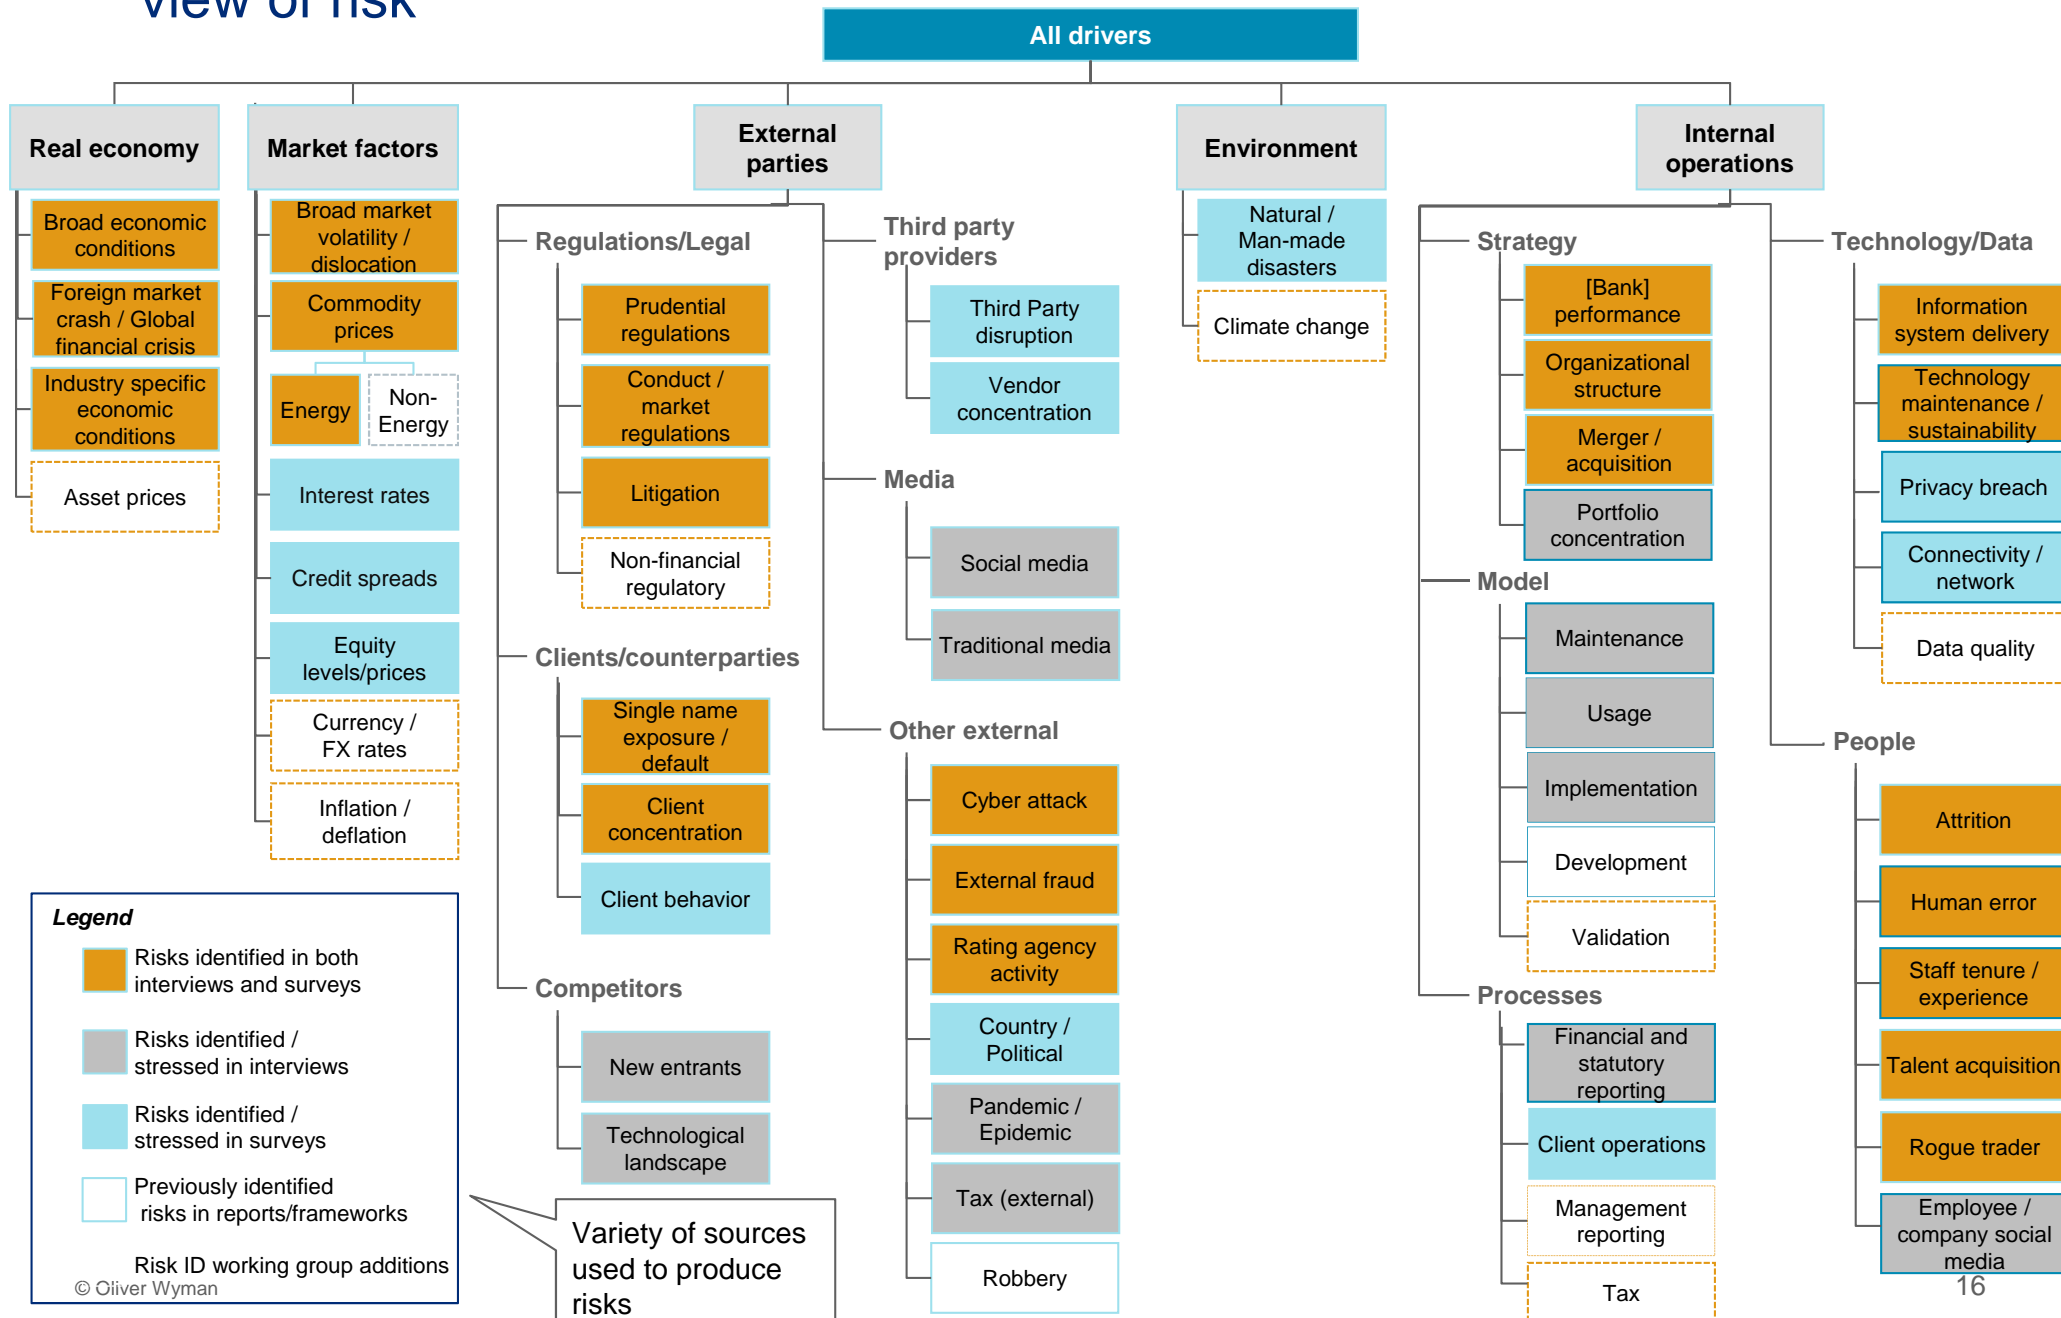 view of risk
All drivers
Real economy
Broad economic
conditions
Foreign market
crash / Global
financial crisis
Industry specific
economic
conditions
Asset prices
Market factors
Broad market
volatility /
dislocation
Commodity
prices
Energy
Non-
Energy
Interest rates
Credit spreads
Equity
levels/prices
Currency /
FX rates
Inflation /
deflation
External
parties
Regulations/Legal
Prudential
regulations
Conduct /
market
regulations
Litigation
Non-financial
regulatory
Clients/counterparties
Single name
exposure /
default
Client
concentration
Client behavior
Competitors
New entrants
Technological
landscape
Third party
providers
Third Party
disruption
Vendor
concentration
Media
Social media
Traditional media
Other external
Cyber attack
External fraud
Rating agency
activity
Country /
Political
Pandemic /
Epidemic
Tax (external)
Robbery
Environment
Natural /
Man-made
disasters
Climate change
Internal
operations
Strategy
[Bank]
performance
Organizational
structure
Merger /
acquisition
Portfolio
concentration
Model
Maintenance
Usage
Implementation
Development
Validation
Processes
Financial and
statutory
reporting
Client operations
Management
reporting
Tax
Technology/Data
Information
system delivery
Technology
maintenance /
sustainability
Privacy breach
Connectivity /
network
Data quality
People
Attrition
Human error
Staff tenure /
experience
Talent acquisition
Rogue trader
Employee /
company social
media
Legend
Risks identified in both
interviews and surveys
Risks identified /
stressed in interviews
Risks identified /
stressed in surveys
Previously identified
risks in reports/frameworks
Risk ID working group additions
Variety of sources
used to produce
risks
© Oliver Wyman
16